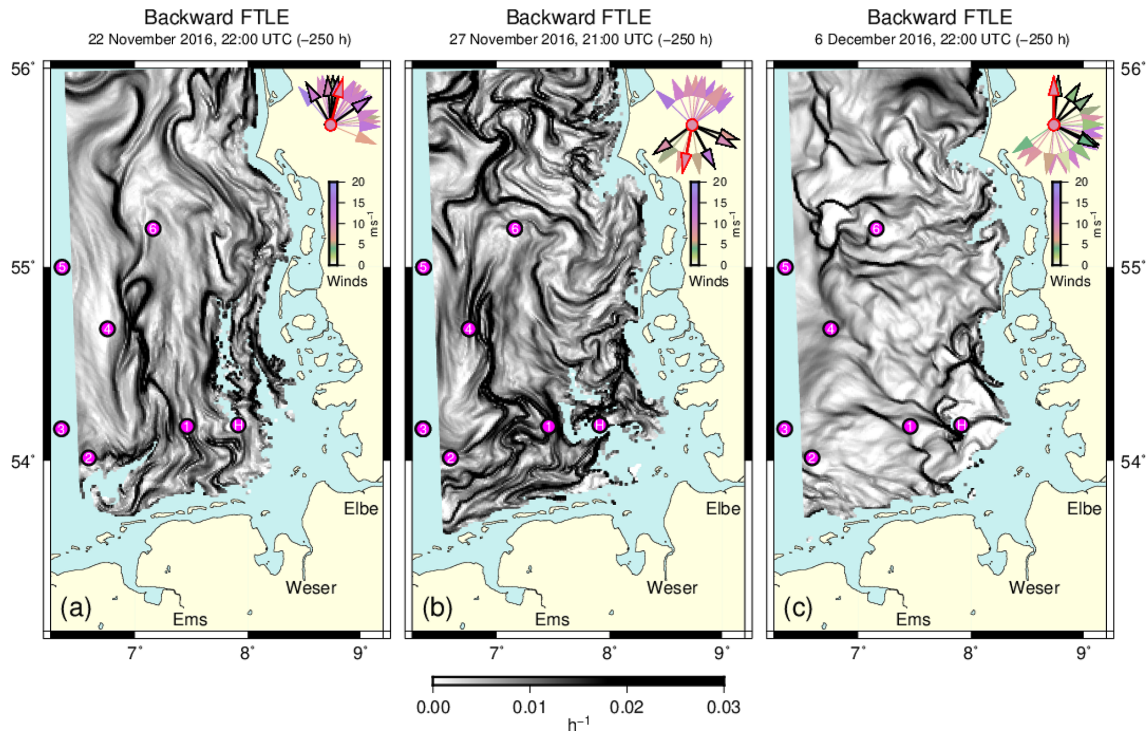 Backward FTLE
22 November 2016, 22:00 UTC (−250 h)
Backward FTLE
27 November 2016, 21:00 UTC (−250 h)
Backward FTLE
6 December 2016, 22:00 UTC (−250 h)
56°
56°
20
15
10
5
0
m s⁻¹
Winds
20
15
10
5
0
m s⁻¹
Winds
20
15
10
5
0
m s⁻¹
Winds
6
6
6
55°
5
5
5
55°
4
4
4
3
1
H
3
1
H
3
1
H
54°
2
2
2
54°
Elbe
Elbe
Elbe
Weser
Weser
Weser
(a)
Ems
(b)
Ems
(c)
Ems
7°
8°
9°
7°
8°
9°
7°
8°
9°
0.00
0.01
0.02
0.03
h⁻¹